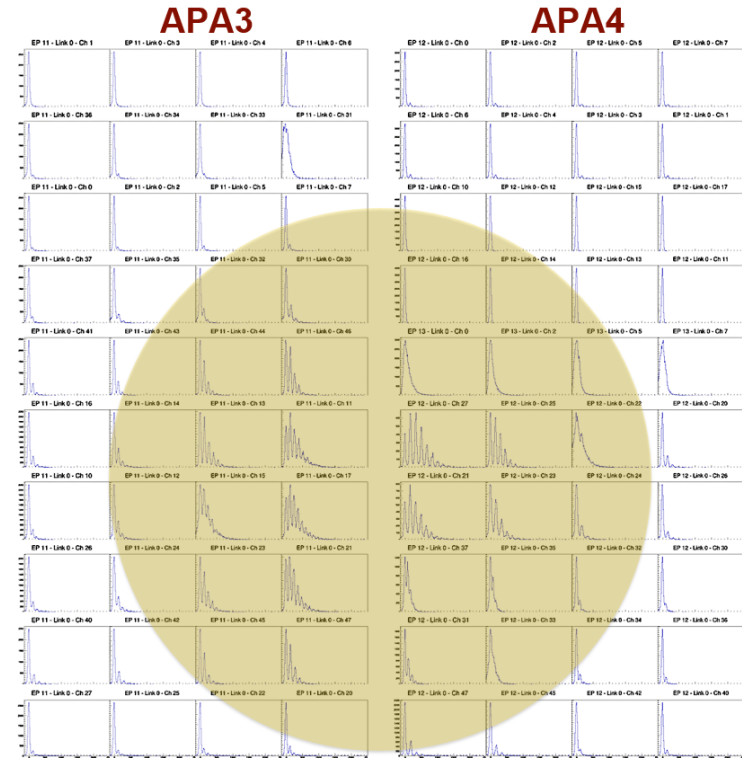 APA3 APA4
EP 11 - Link 0 - Ch 1 EP 11 - Link 0 - Ch 3 EP 11 - Link 0 - Ch 4 EP 11 - Link 0 - Ch 6 EP 12 - Link 0 - Ch 0 EP 12 - Link 0 - Ch 2 EP 12 - Link 0 - Ch 5 EP 12 - Link 0 - Ch 7
EP 11 - Link 0 - Ch 36 EP 11 - Link 0 - Ch 34 EP 11 - Link 0 - Ch 33 EP 11 - Link 0 - Ch 31 EP 12 - Link 0 - Ch 6 EP 12 - Link 0 - Ch 4 EP 12 - Link 0 - Ch 3 EP 12 - Link 0 - Ch 1
EP 11 - Link 0 - Ch 0 EP 11 - Link 0 - Ch 2 EP 11 - Link 0 - Ch 5 EP 11 - Link 0 - Ch 7 EP 12 - Link 0 - Ch 10 EP 12 - Link 0 - Ch 12 EP 12 - Link 0 - Ch 15 EP 12 - Link 0 - Ch 17
EP 11 - Link 0 - Ch 37 EP 11 - Link 0 - Ch 35 EP 11 - Link 0 - Ch 32 EP 11 - Link 0 - Ch 30 EP 12 - Link 0 - Ch 16 EP 12 - Link 0 - Ch 14 EP 12 - Link 0 - Ch 13 EP 12 - Link 0 - Ch 11
EP 11 - Link 0 - Ch 41 EP 11 - Link 0 - Ch 43 EP 11 - Link 0 - Ch 44 EP 11 - Link 0 - Ch 46 EP 13 - Link 0 - Ch 0 EP 13 - Link 0 - Ch 2 EP 13 - Link 0 - Ch 5 EP 13 - Link 0 - Ch 7
EP 11 - Link 0 - Ch 16 EP 11 - Link 0 - Ch 14 EP 11 - Link 0 - Ch 13 EP 11 - Link 0 - Ch 11 EP 12 - Link 0 - Ch 27 EP 12 - Link 0 - Ch 25 EP 12 - Link 0 - Ch 22 EP 12 - Link 0 - Ch 20
EP 11 - Link 0 - Ch 10 EP 11 - Link 0 - Ch 12 EP 11 - Link 0 - Ch 15 EP 11 - Link 0 - Ch 17 EP 12 - Link 0 - Ch 21 EP 12 - Link 0 - Ch 23 EP 12 - Link 0 - Ch 24 EP 12 - Link 0 - Ch 26
EP 11 - Link 0 - Ch 26 EP 11 - Link 0 - Ch 24 EP 11 - Link 0 - Ch 23 EP 11 - Link 0 - Ch 21 EP 12 - Link 0 - Ch 37 EP 12 - Link 0 - Ch 35 EP 12 - Link 0 - Ch 32 EP 12 - Link 0 - Ch 30
EP 11 - Link 0 - Ch 40 EP 11 - Link 0 - Ch 42 EP 11 - Link 0 - Ch 45 EP 11 - Link 0 - Ch 47 EP 12 - Link 0 - Ch 31 EP 12 - Link 0 - Ch 33 EP 12 - Link 0 - Ch 34 EP 12 - Link 0 - Ch 36
EP 11 - Link 0 - Ch 27 EP 11 - Link 0 - Ch 25 EP 11 - Link 0 - Ch 22 EP 11 - Link 0 - Ch 20 EP 12 - Link 0 - Ch 47 EP 12 - Link 0 - Ch 45 EP 12 - Link 0 - Ch 42 EP 12 - Link 0 - Ch 40